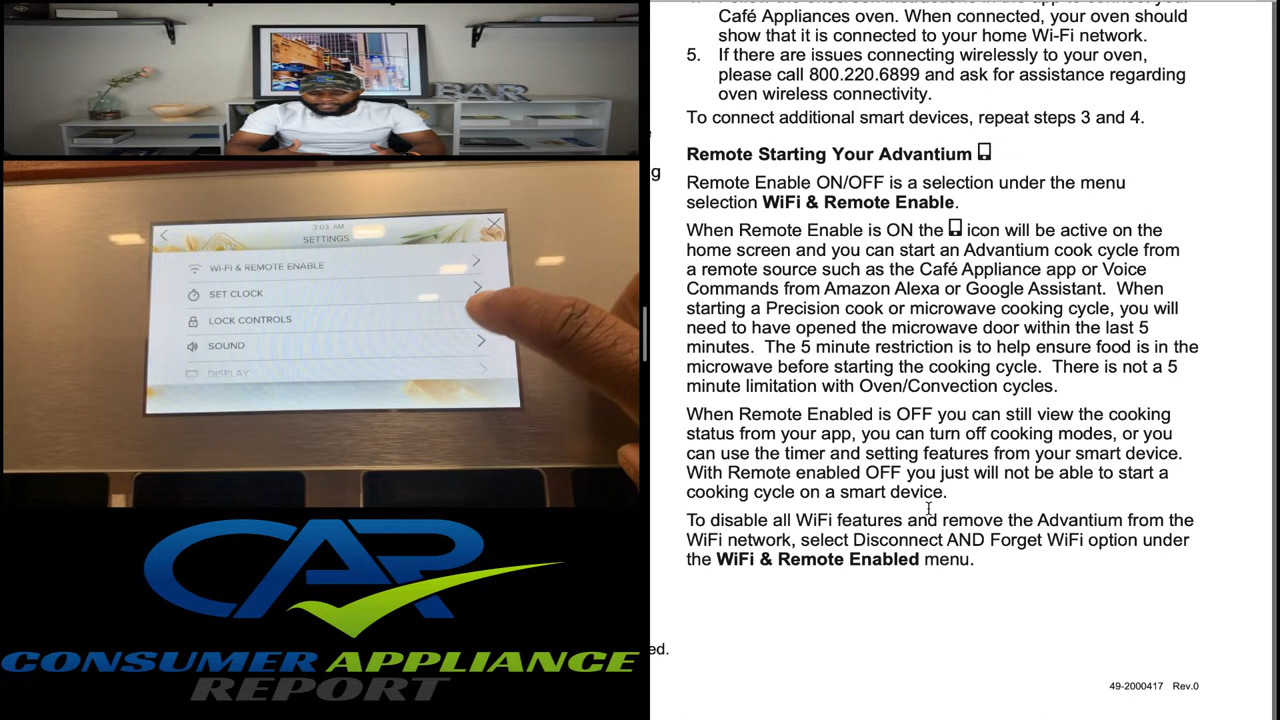 BAR
3:03 AM
SETTINGS
WI-FI & REMOTE ENABLE
SET CLOCK
LOCK CONTROLS
SOUND
DISPLAY
CAR
CONSUMER APPLIANCE
REPORT
g
ed.
Café Appliances oven. When connected, your oven should
show that it is connected to your home Wi-Fi network.
5. If there are issues connecting wirelessly to your oven,
please call 800.220.6899 and ask for assistance regarding
oven wireless connectivity.
To connect additional smart devices, repeat steps 3 and 4.
Remote Starting Your Advantium
Remote Enable ON/OFF is a selection under the menu
selection WiFi & Remote Enable.
When Remote Enable is ON the icon will be active on the
home screen and you can start an Advantium cook cycle from
a remote source such as the Café Appliance app or Voice
Commands from Amazon Alexa or Google Assistant. When
starting a Precision cook or microwave cooking cycle, you will
need to have opened the microwave door within the last 5
minutes. The 5 minute restriction is to help ensure food is in the
microwave before starting the cooking cycle. There is not a 5
minute limitation with Oven/Convection cycles.
When Remote Enabled is OFF you can still view the cooking
status from your app, you can turn off cooking modes, or you
can use the timer and setting features from your smart device.
With Remote enabled OFF you just will not be able to start a
cooking cycle on a smart device.
To disable all WiFi features and remove the Advantium from the
WiFi network, select Disconnect AND Forget WiFi option under
the WiFi & Remote Enabled menu.
49-2000417 Rev.0